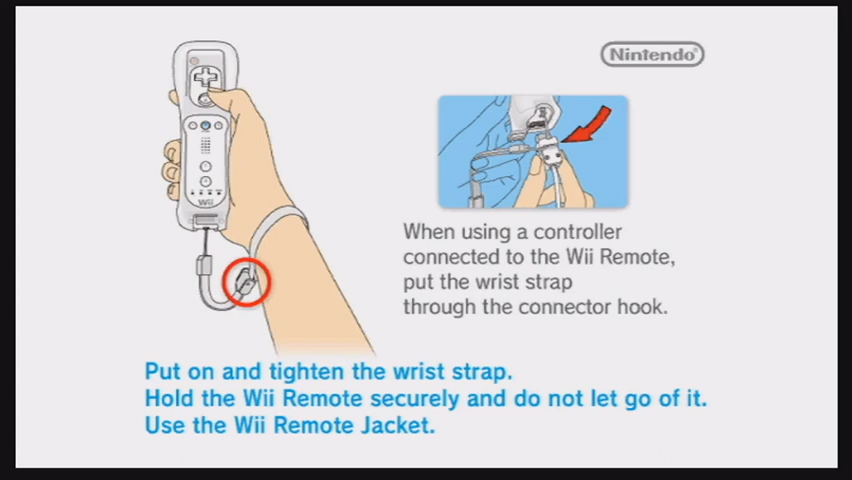 Nintendo®
Wii
When using a controller
connected to the Wii Remote,
put the wrist strap
through the connector hook.
Put on and tighten the wrist strap.
Hold the Wii Remote securely and do not let go of it.
Use the Wii Remote Jacket.